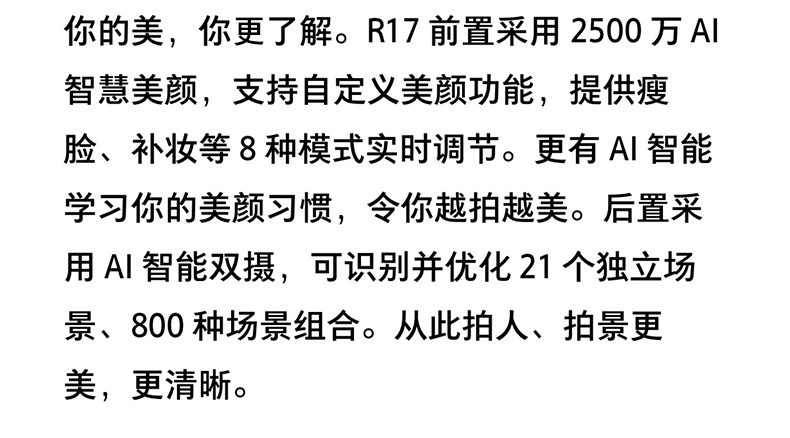 你的美，你更了解。R17 前置采用 2500 万 AI
智慧美颜，支持自定义美颜功能，提供瘦
脸、补妆等 8 种模式实时调节。更有 AI 智能
学习你的美颜习惯，令你越拍越美。后置采
用 AI 智能双摄，可识别并优化 21 个独立场
景、800 种场景组合。从此拍人、拍景更
美，更清晰。